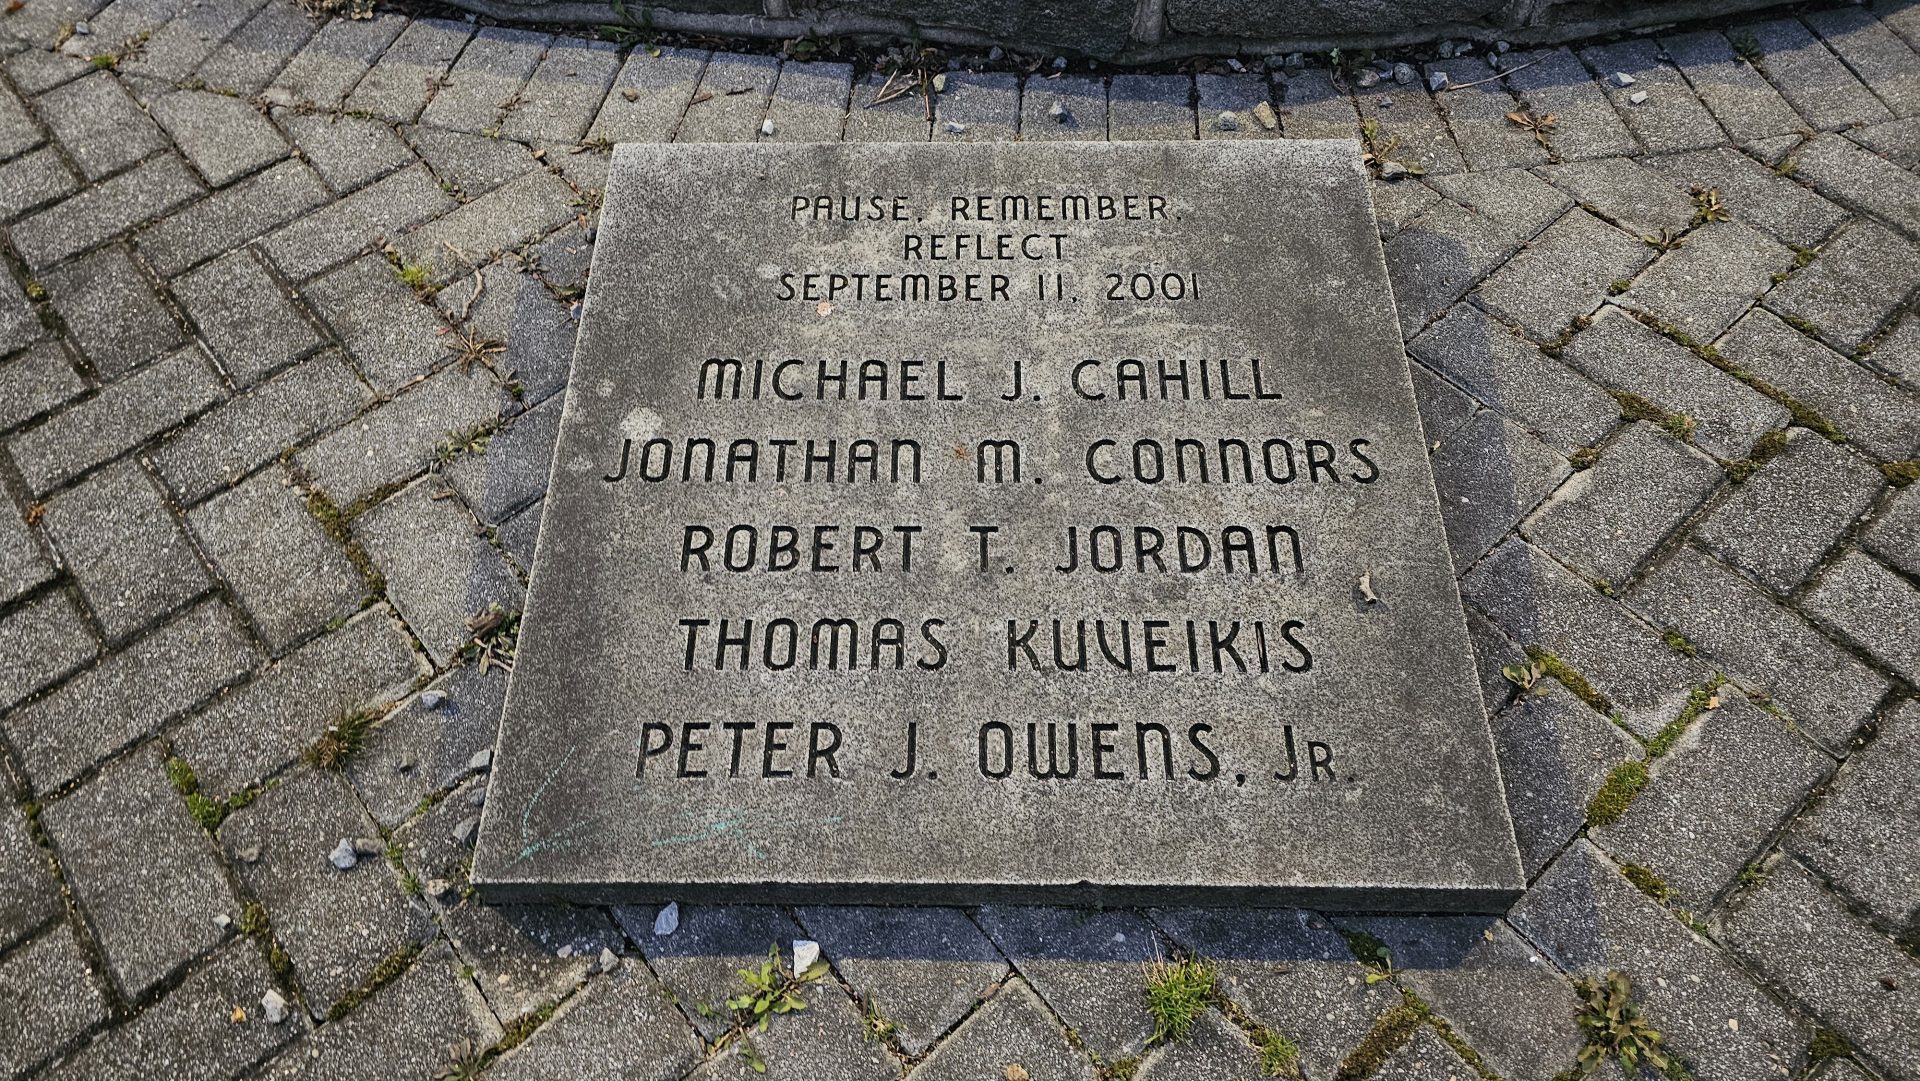 PAUSE, REMEMBER,
REFLECT
SEPTEMBER 11, 2001
MICHAEL J. CAHILL
JONATHAN M. CONNORS
ROBERT T. JORDAN
THOMAS KUVEIKIS
PETER J. OWENS, JR.